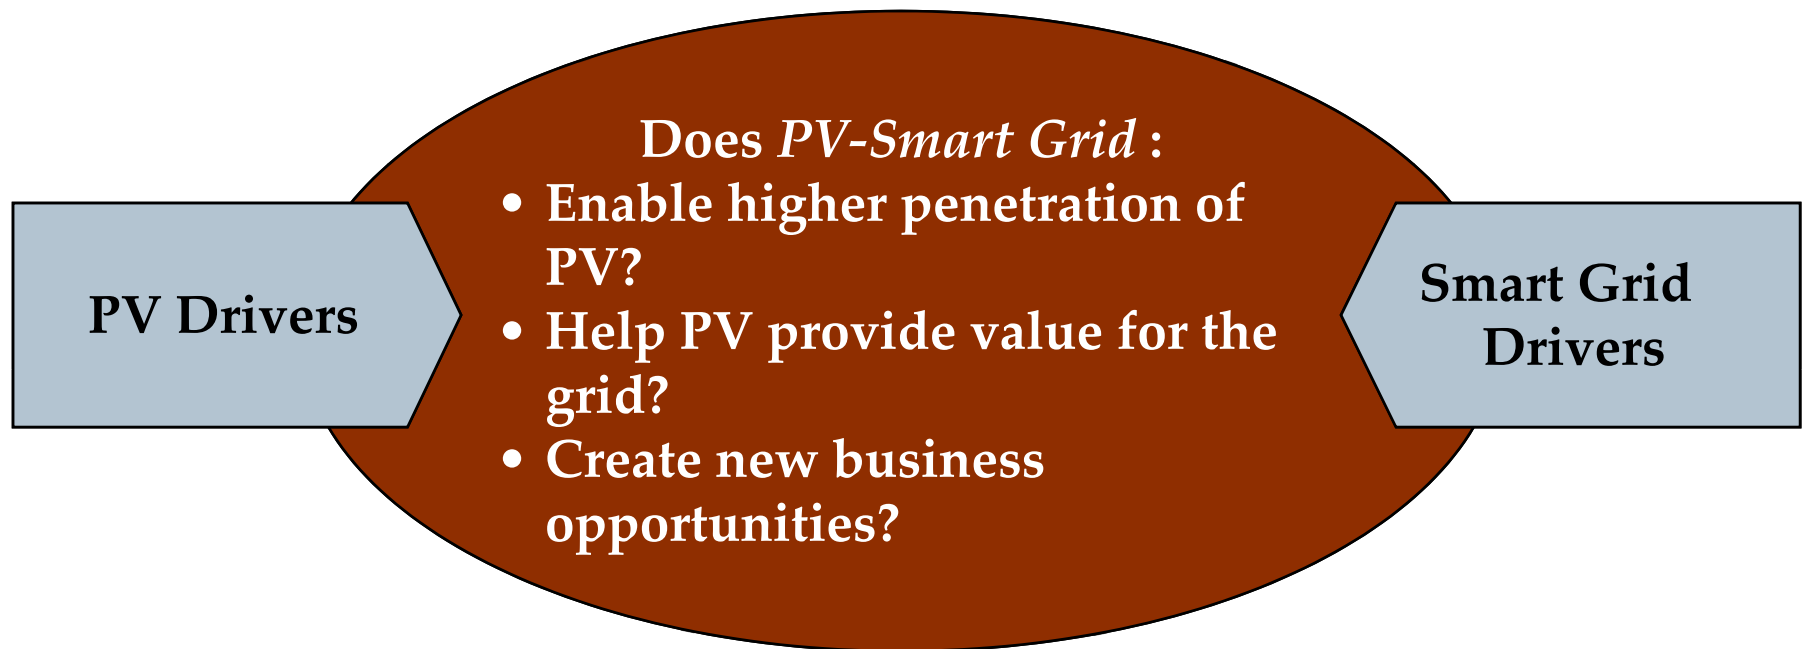 Does PV-Smart Grid :
• Enable higher penetration of
PV?
• Help PV provide value for the
grid?
• Create new business
opportunities?
PV Drivers
Smart Grid
Drivers